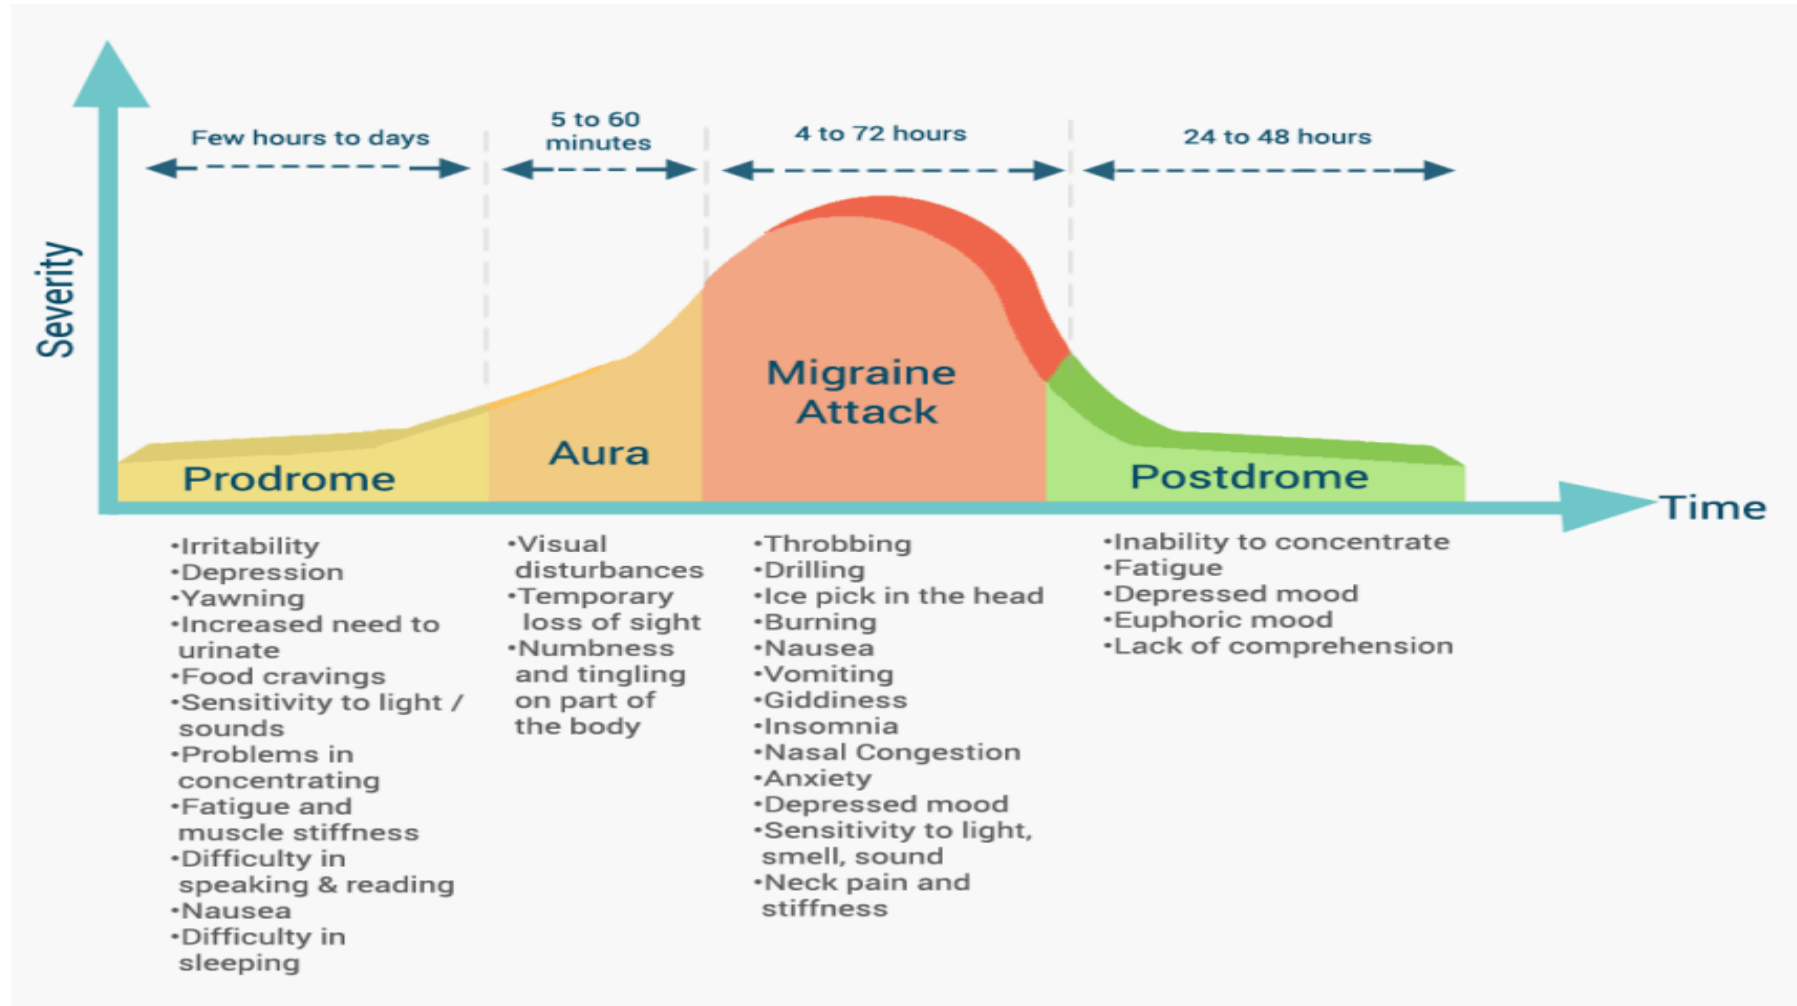 Few hours to days
5 to 60
minutes
4 to 72 hours
24 to 48 hours
Severity
Prodrome
Aura
Migraine
Attack
Postdrome
Time
•Irritability
•Depression
•Yawning
•Increased need to
urinate
•Food cravings
•Sensitivity to light /
sounds
•Problems in
concentrating
•Fatigue and
muscle stiffness
•Difficulty in
speaking & reading
•Nausea
•Difficulty in
sleeping
•Visual
disturbances
•Temporary
loss of sight
•Numbness
and tingling
on part of
the body
•Throbbing
•Drilling
•Ice pick in the head
•Burning
•Nausea
•Vomiting
•Giddiness
•Insomnia
•Nasal Congestion
•Anxiety
•Depressed mood
•Sensitivity to light,
smell, sound
•Neck pain and
stiffness
•Inability to concentrate
•Fatigue
•Depressed mood
•Euphoric mood
•Lack of comprehension